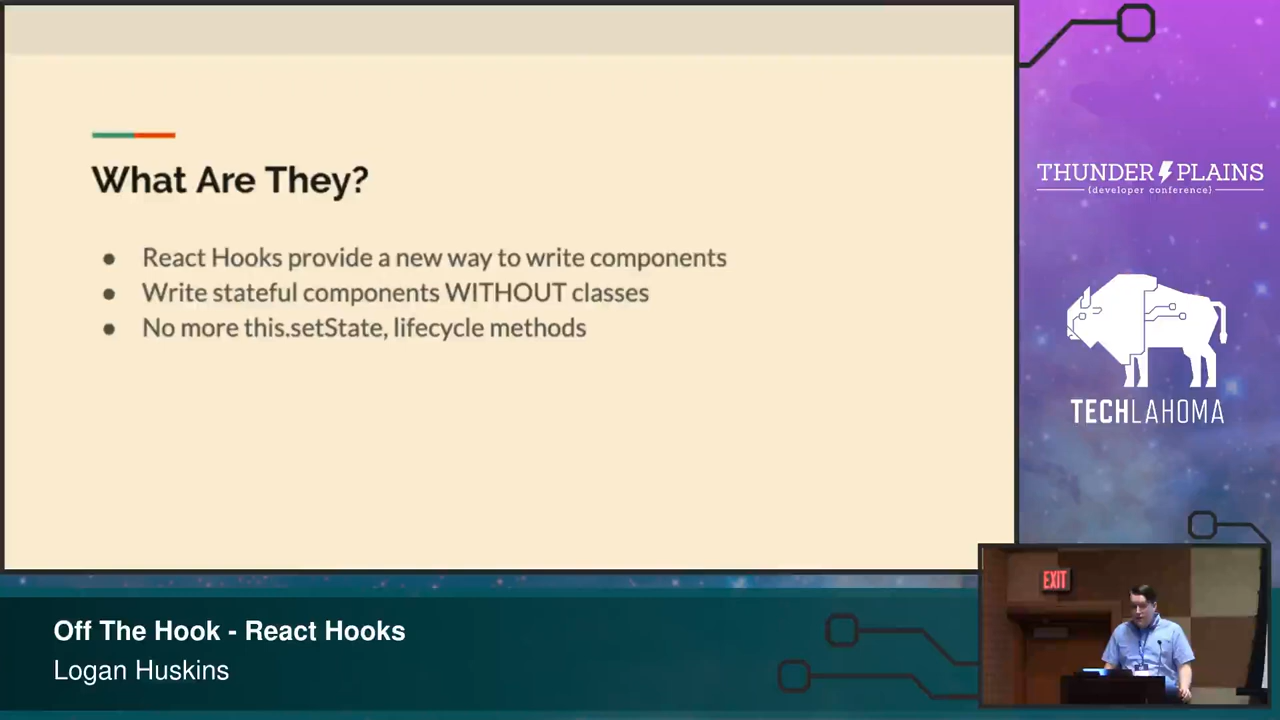 What Are They?
● React Hooks provide a new way to write components
● Write stateful components WITHOUT classes
● No more this.setState, lifecycle methods
THUNDER PLAINS
{developer conference}
TECHLAHOMA
EXIT
Off The Hook - React Hooks
Logan Huskins